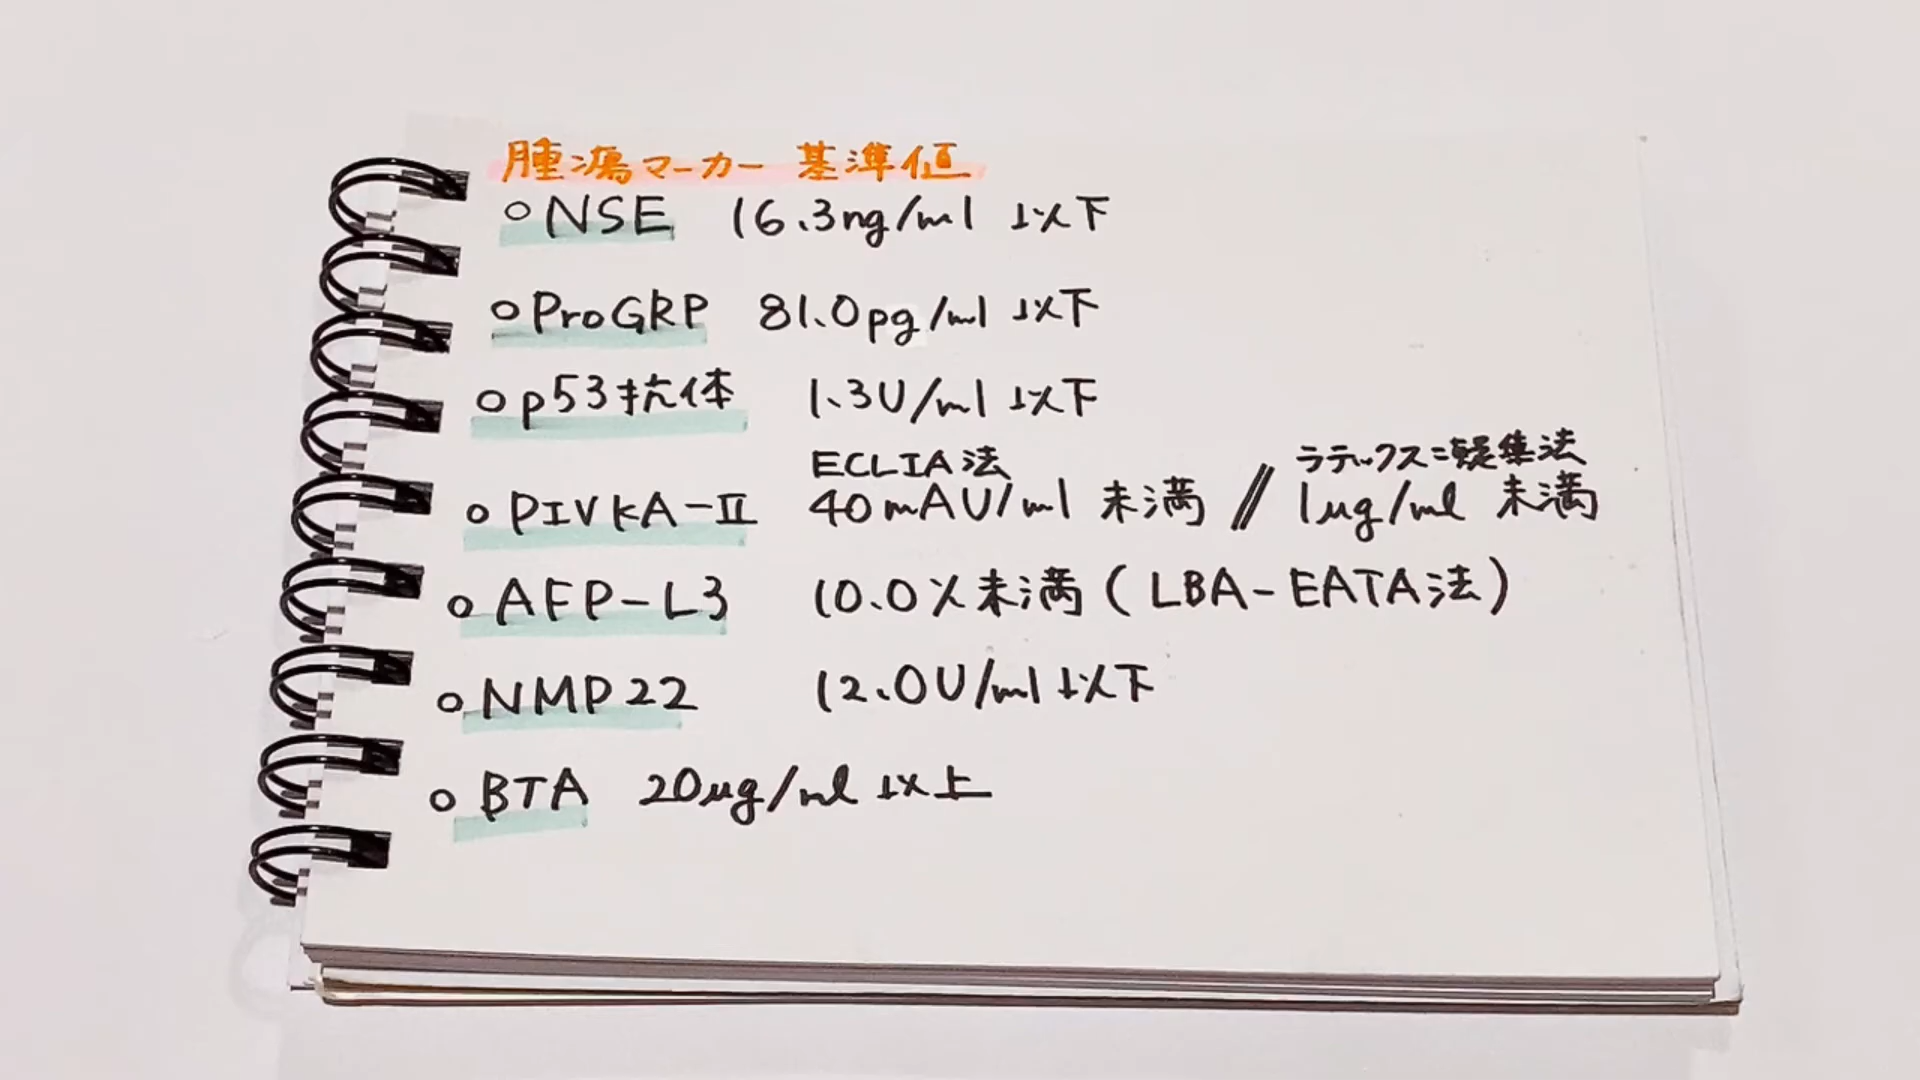 腫瘍マーカー 基準値
○NSE 16.3ng/ml 以下
○ProGRP 81.0pg/ml 以下
○p53抗体 1.3U/ml 以下
ECLIA法 ラテックス凝集法
○PIVKA-Ⅱ 40mAU/ml 未満 // 1μg/ml 未満
○AFP-L3 10.0%未満(LBA-EATA法)
○NMP22 12.0U/ml 以下
○BTA 20μg/ml 以上